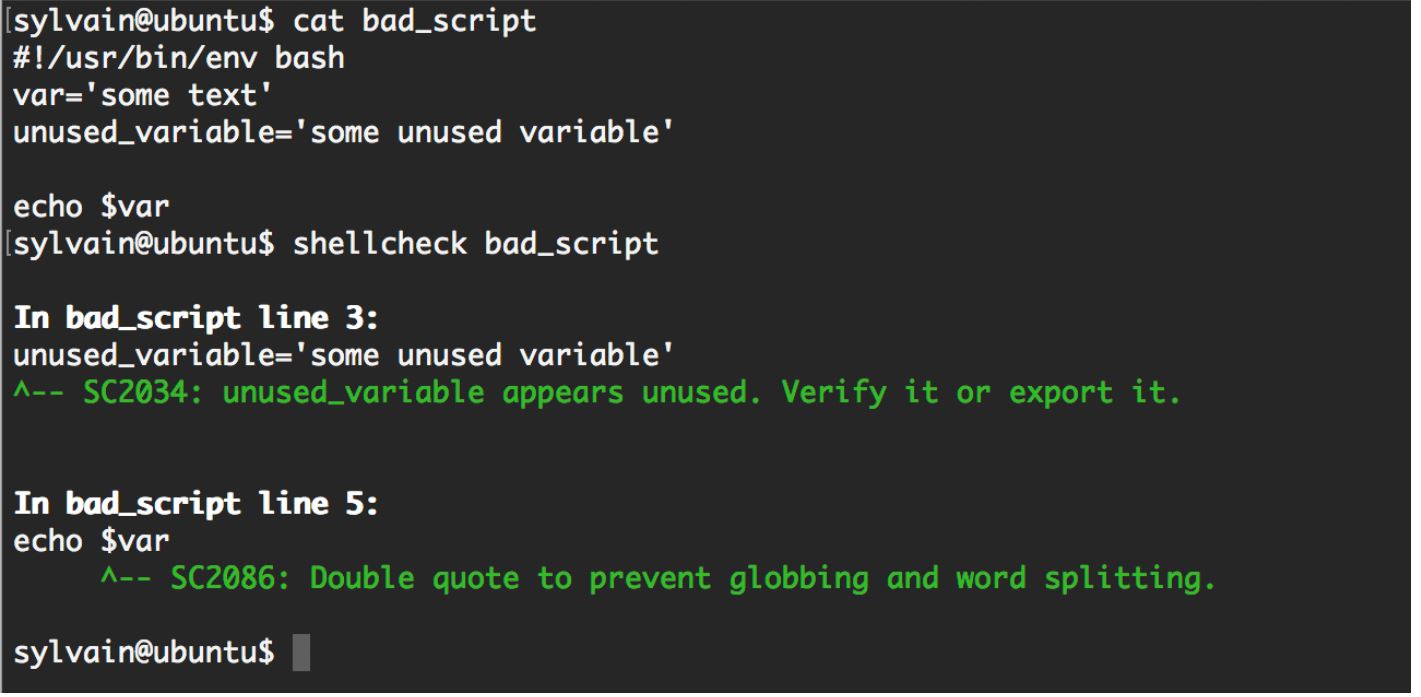 [sylvain@ubuntu$ cat bad_script
#!/usr/bin/env bash
var='some text'
unused_variable='some unused variable'
echo $var
[sylvain@ubuntu$ shellcheck bad_script
In bad_script line 3:
unused_variable='some unused variable'
^-- SC2034: unused_variable appears unused. Verify it or export it.
In bad_script line 5:
echo $var
^-- SC2086: Double quote to prevent globbing and word splitting.
sylvain@ubuntu$